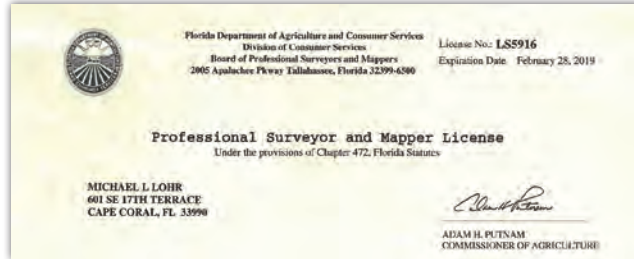 Florida Department of Agriculture and Consumer Services
Division of Consumer Services
Board of Professional Surveyors and Mappers
2005 Apalachee Pkway Tallahassee, Florida 32399-6500
License No.: LS5916
Expiration Date February 28, 2019
Professional Surveyor and Mapper License
Under the provisions of Chapter 472, Florida Statutes
MICHAEL L LOHR
601 SE 17TH TERRACE
CAPE CORAL, FL 33990
ADAM H. PUTNAM
COMMISSIONER OF AGRICULTURE